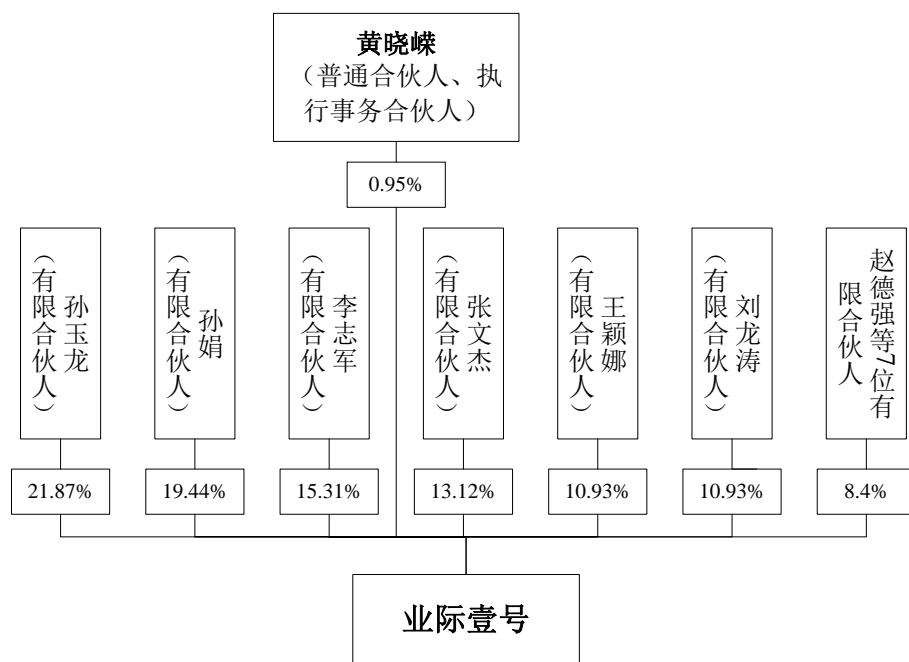 黄晓嵘
（普通合伙人、执
行事务合伙人）
0.95%
孙玉龙
（有限合伙人）
孙娟
（有限合伙人）
李志军
（有限合伙人）
张文杰
（有限合伙人）
王颖娜
（有限合伙人）
刘龙涛
（有限合伙人）
赵德强等7位有
限合伙人
21.87%
19.44%
15.31%
13.12%
10.93%
10.93%
8.4%
业际壹号